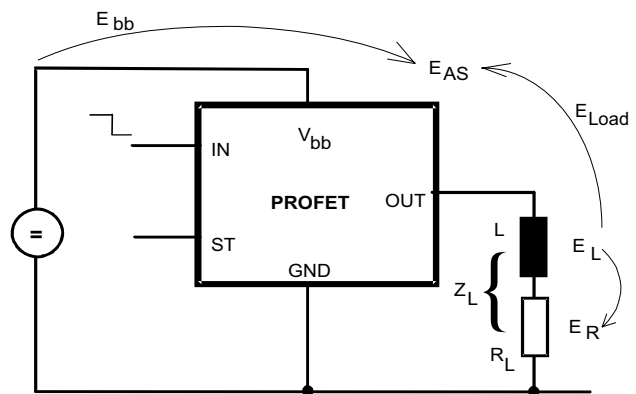 E bb
E AS
E Load
V bb
IN
PROFET
OUT
ST
GND
L
E L
Z L
E R
R L
=